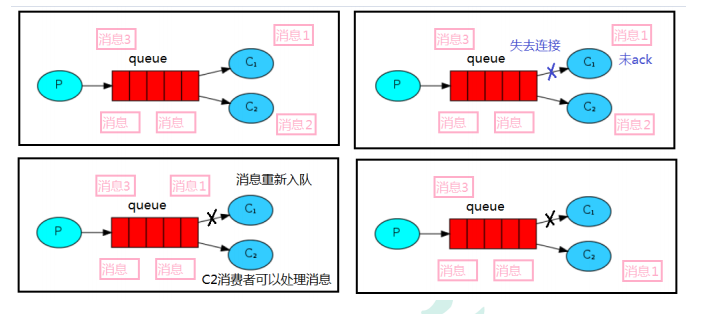 消息3
消息1
queue
P
C₁
C₂
消息
消息
消息2
消息3
失去连接
消息1
queue
未ack
P
C₁
C₂
消息
消息
消息2
消息3
消息1
消息重新入队
queue
P
C₁
C₂
消息
消息
C2消费者可以处理消息
消息3
queue
P
C₁
C₂
消息
消息
消息1